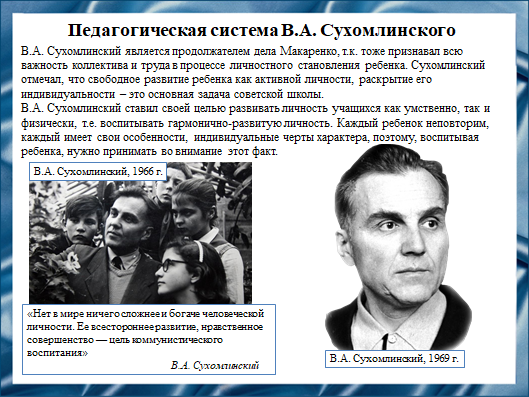 Педагогическая система В.А. Сухомлинского
В.А. Сухомлинский является продолжателем дела Макаренко, т.к. тоже признавал всю
важность коллектива и труда в процессе личностного становления ребенка. Сухомлинский
отмечал, что свободное развитие ребенка как активной личности, раскрытие его
индивидуальности – это основная задача советской школы.
В.А. Сухомлинский ставил своей целью развивать личность учащихся как умственно, так и
физически, т.е. воспитывать гармонично-развитую личность. Каждый ребенок неповторим,
каждый имеет свои особенности, индивидуальные черты характера, поэтому, воспитывая
ребенка, нужно принимать во внимание этот факт.
В.А. Сухомлинский, 1966 г.
«Нет в мире ничего сложнее и богаче человеческой
личности. Ее всестороннее развитие, нравственное
совершенство — цель коммунистического
воспитания»
В.А. Сухомлинский
В.А. Сухомлинский, 1969 г.